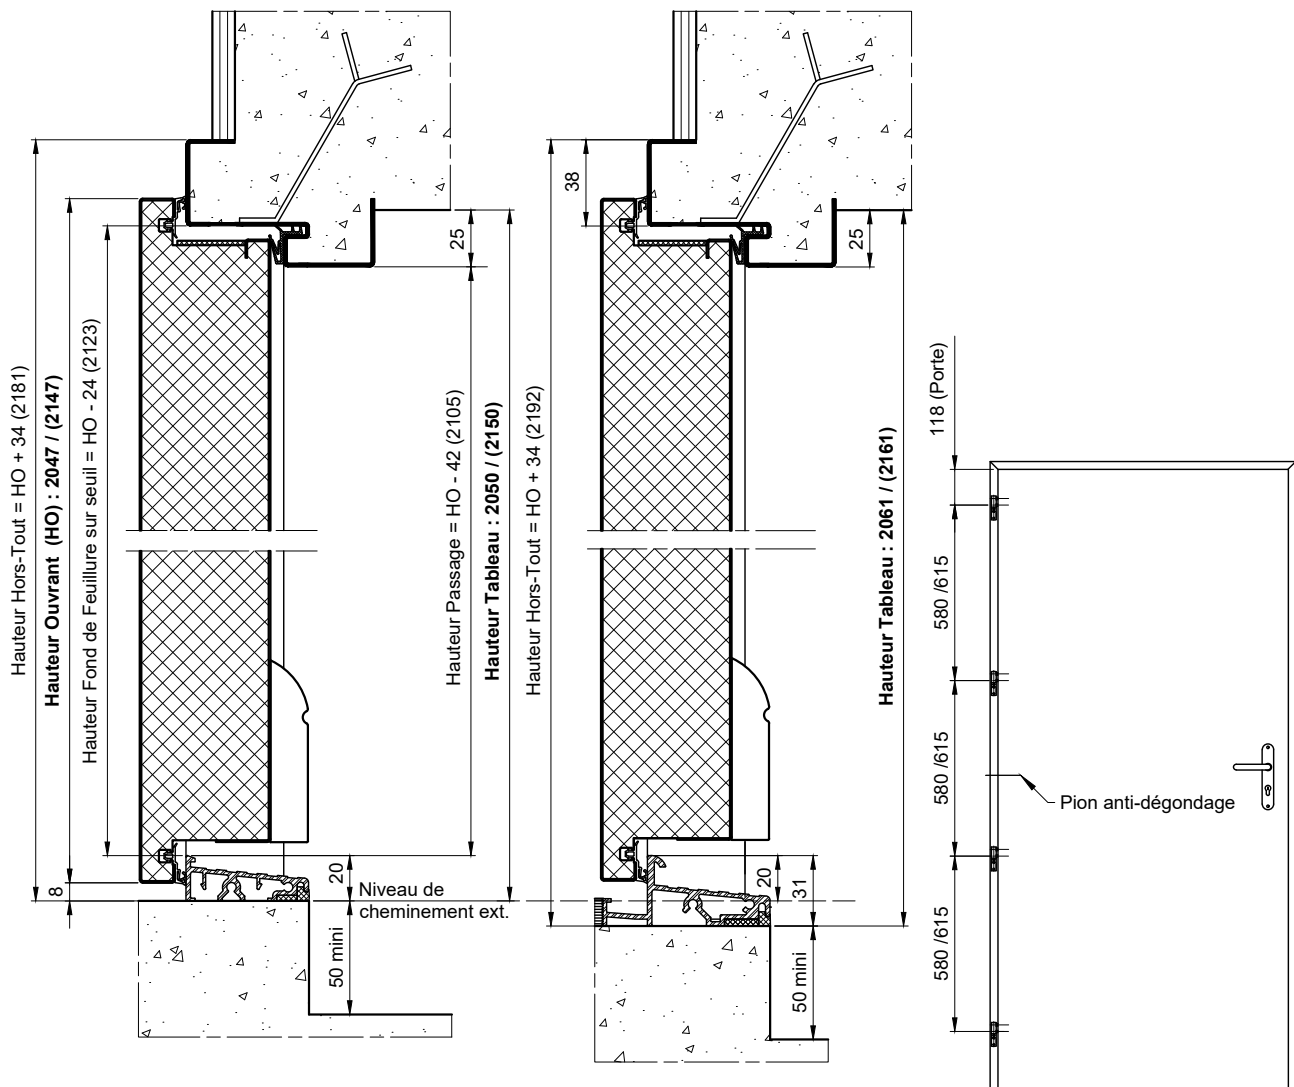 Hauteur Hors-Tout = HO + 34 (2181)
Hauteur Ouvrant (HO) : 2047 / (2147)
Hauteur Fond de Feuillure sur seuil = HO - 24 (2123)
8
20
50 mini
Niveau de
cheminement ext.
25
Hauteur Passage = HO - 42 (2105)
Hauteur Tableau : 2050 / (2150)
Hauteur Hors-Tout = HO + 34 (2192)
38
25
20
31
50 mini
Hauteur Tableau : 2061 / (2161)
118 (Porte)
580 /615
580 /615
580 /615
Pion anti-dégondage